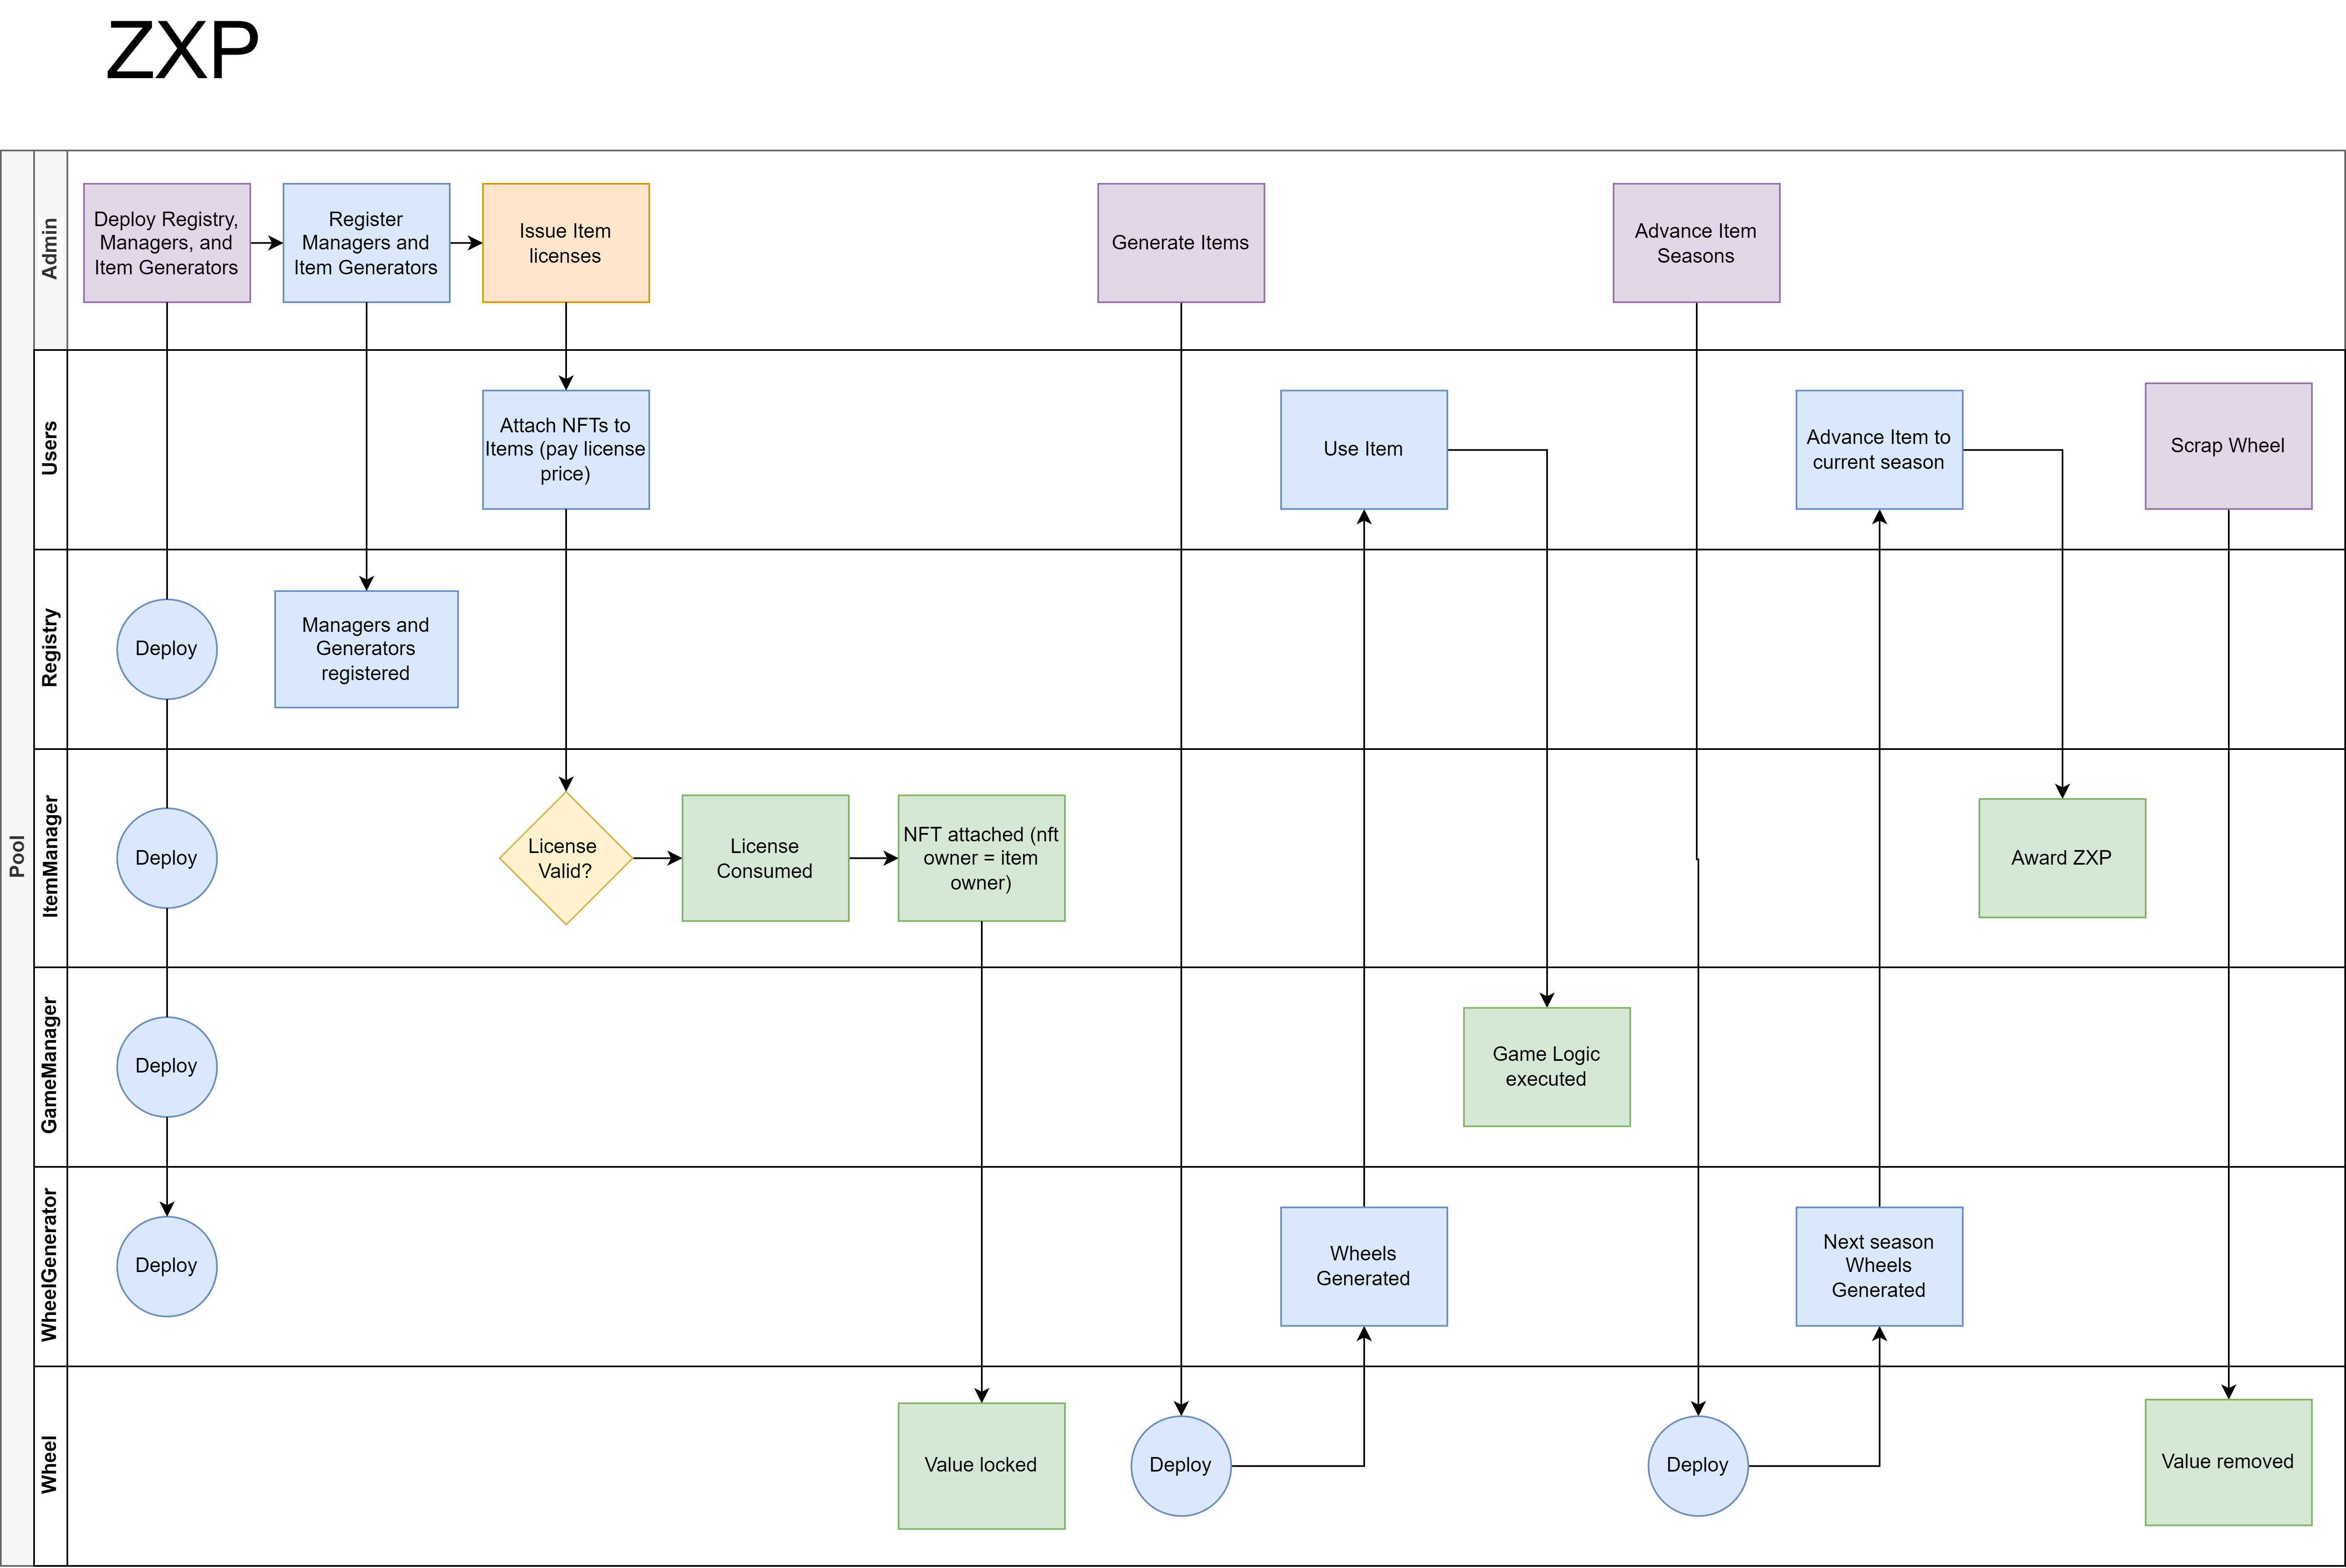 ZXP
Pool
Admin
Deploy Registry,
Managers, and
Item Generators
Register
Managers and
Item Generators
Issue Item
licenses
Generate Items
Advance Item
Seasons
Users
Attach NFTs to
Items (pay license
price)
Use Item
Advance Item to
current season
Scrap Wheel
Registry
Deploy
Managers and
Generators
registered
ItemManager
Deploy
License
Valid?
License
Consumed
NFT attached (nft
owner = item
owner)
Award ZXP
GameManager
Deploy
Game Logic
executed
WheelGenerator
Deploy
Wheels
Generated
Next season
Wheels
Generated
Wheel
Value locked
Deploy
Deploy
Value removed